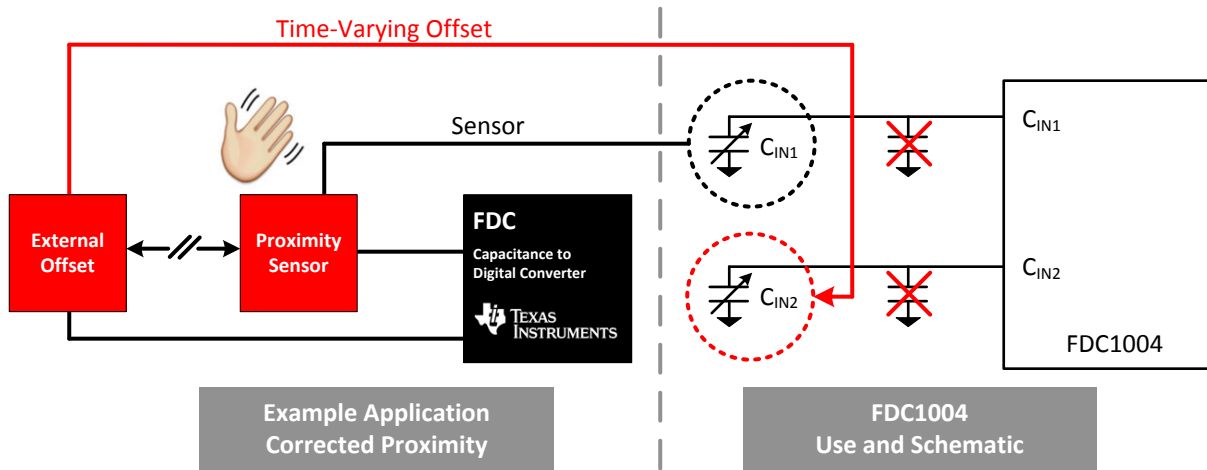 Time-Varying Offset
Sensor
External
Offset
Proximity
Sensor
FDC
Capacitance to
Digital Converter
TEXAS
INSTRUMENTS
Example Application
Corrected Proximity
CIN1
CIN1
CIN2
CIN2
FDC1004
FDC1004
Use and Schematic